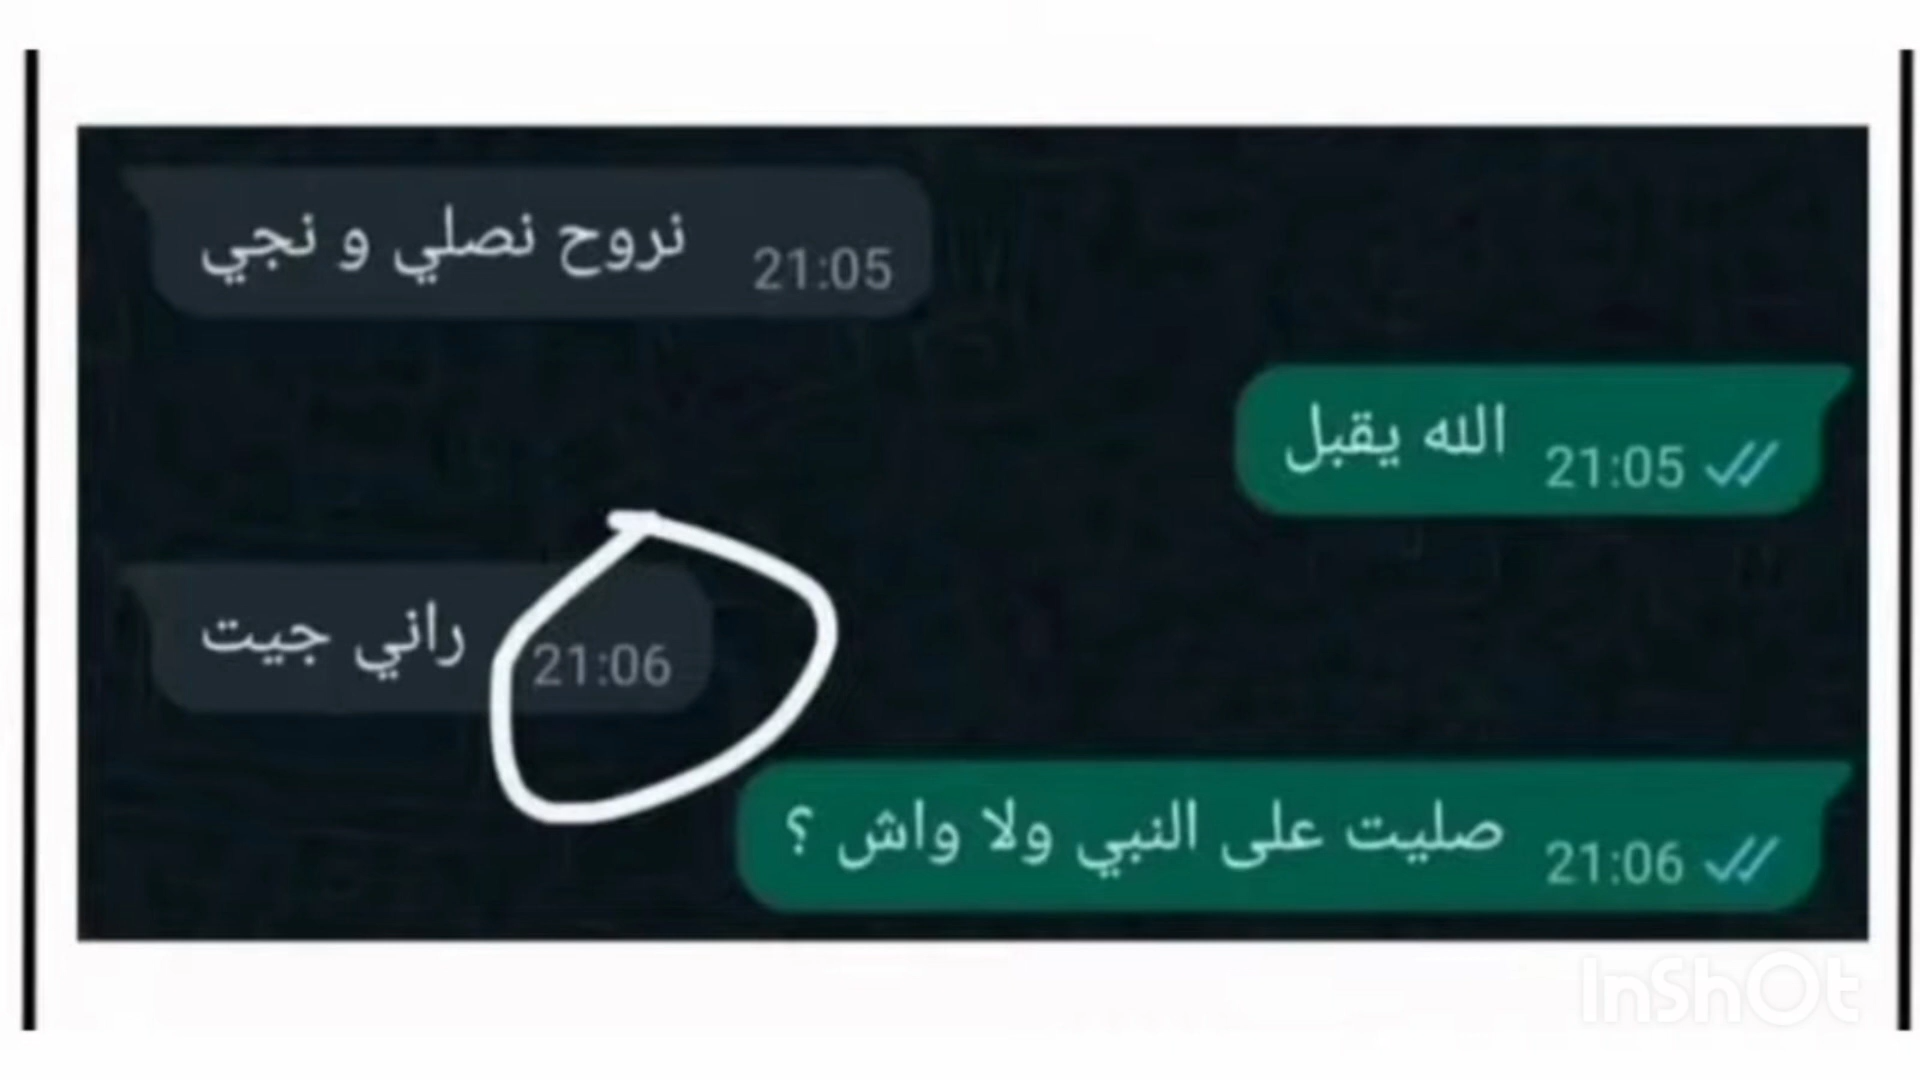 نروح نصلي و نجي 21:05
الله يقبل 21:05
راني جيت 21:06
صليت على النبي ولا واش ؟ 21:06
InShOt